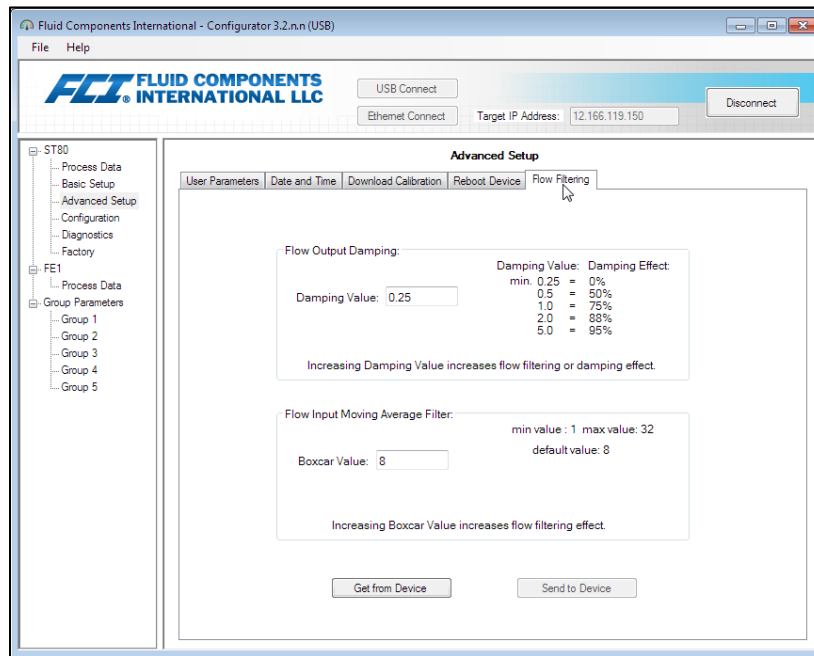 Fluid Components International - Configurator 3.2.n.n (USB)
File Help
FCI® FLUID COMPONENTS
INTERNATIONAL LLC
USB Connect
Ethernet Connect
Target IP Address: 12.166.119.150
Disconnect
ST80
Process Data
Basic Setup
Advanced Setup
Configuration
Diagnostics
Factory
FE1
Process Data
Group Parameters
Group 1
Group 2
Group 3
Group 4
Group 5
Advanced Setup
User Parameters Date and Time Download Calibration Reboot Device Flow Filtering
Flow Output Damping:
Damping Value: 0.25
Damping Value: Damping Effect:
min. 0.25 = 0%
0.5 = 50%
1.0 = 75%
2.0 = 88%
5.0 = 95%
Increasing Damping Value increases flow filtering or damping effect.
Flow Input Moving Average Filter:
min value : 1 max value: 32
default value: 8
Boxcar Value: 8
Increasing Boxcar Value increases flow filtering effect.
Get from Device Send to Device